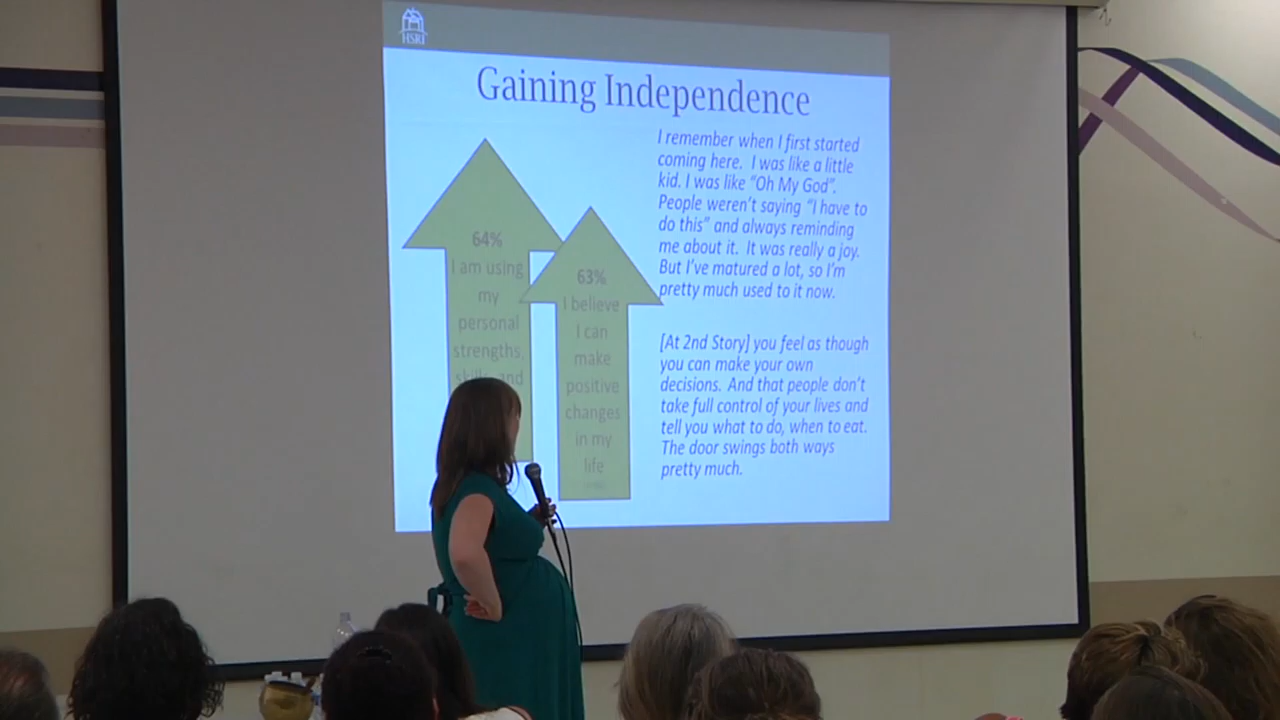 HSRI
Gaining Independence
64%
I am using
my
personal
strengths,
skills, and
63%
I believe
I can
make
positive
changes
in my
life
I remember when I first started
coming here. I was like a little
kid. I was like “Oh My God”.
People weren’t saying “I have to
do this” and always reminding
me about it. It was really a joy.
But I’ve matured a lot, so I’m
pretty much used to it now.
[At 2nd Story] you feel as though
you can make your own
decisions. And that people don’t
take full control of your lives and
tell you what to do, when to eat.
The door swings both ways
pretty much.